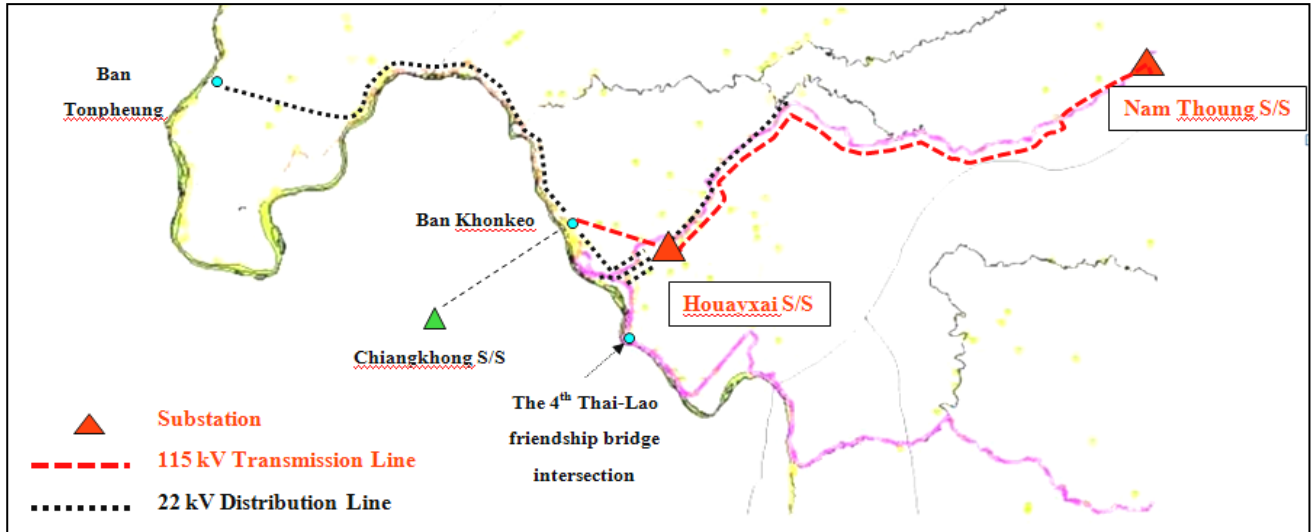 Ban
Tonpheung
Nam Thoung S/S
Ban Khonkeo
Houayxai S/S
Chiangkhong S/S
The 4th Thai-Lao
friendship bridge
intersection
Substation
115 kV Transmission Line
22 kV Distribution Line